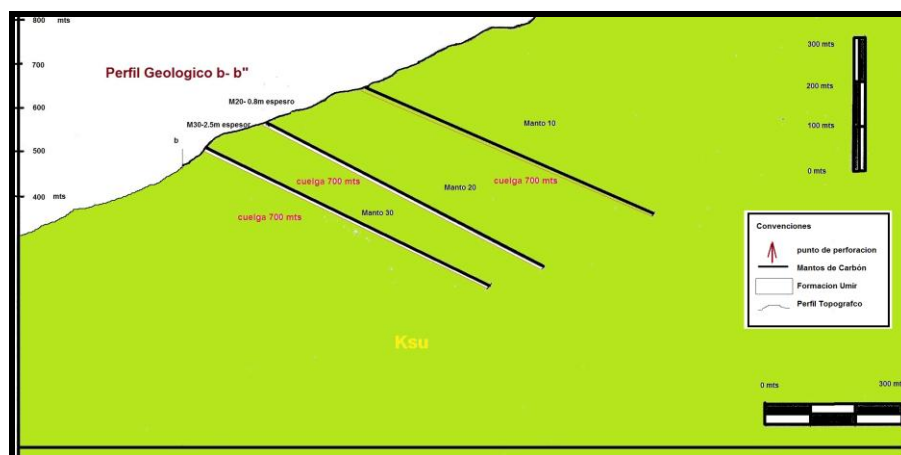 800 mts
Perfil Geologico b- b"
700
600
500
400 mts
M20- 0.8m espesro
M30-2.5m espesor
b
Manto 10
cuelga 700 mts
Manto 20
cuelga 700 mts
Manto 30
Ksu
300 mts
200 mts
100 mts
0 mts
Convenciones
punto de perforacion
Mantos de Carbón
Formacion Umir
Perfil Topografco
0 mts 300 mts